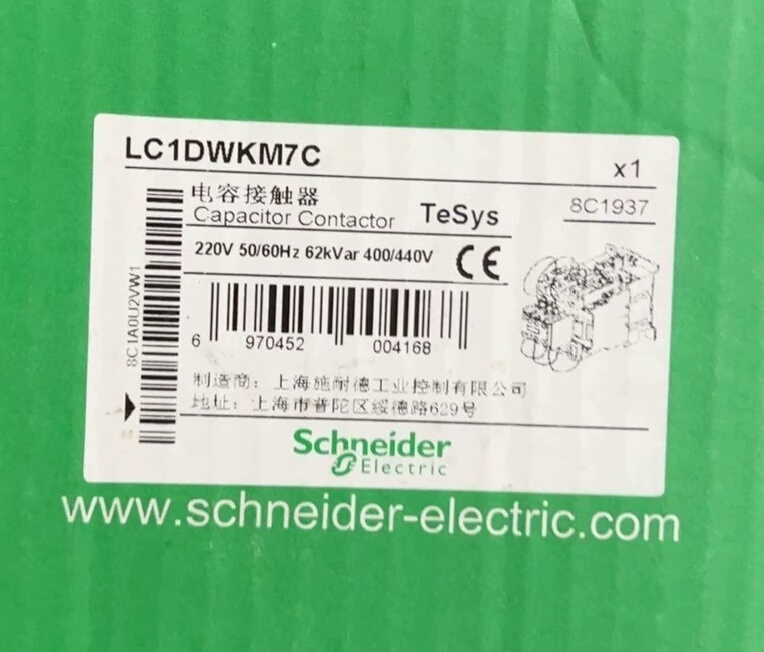 LC1DWKM7C
x1
电容接触器
Capacitor Contactor
TeSys
8C1937
220V 50/60Hz 62kVar 400/440V
CE
8C1A0U2VW1
6 970452 004168
制造商: 上海施耐德工业控制有限公司
地址: 上海市普陀区绥德路629号
Schneider
Electric
www.schneider-electric.com